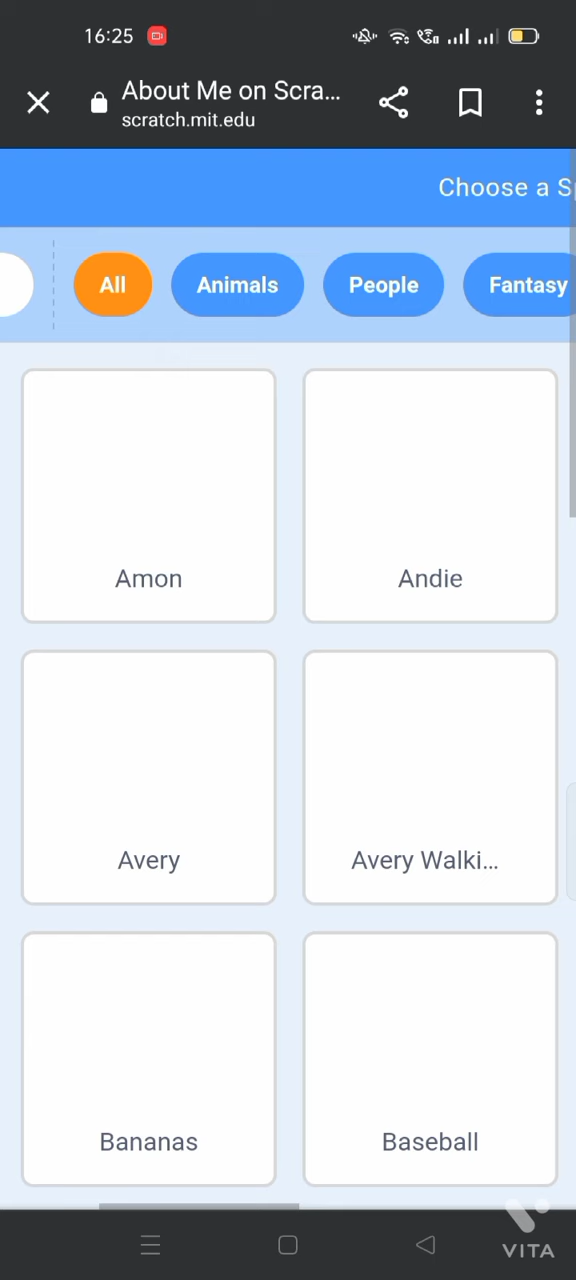 16:25
About Me on Scra...
scratch.mit.edu
Choose a S
All Animals People Fantasy
Amon Andie
Avery Avery Walki...
Bananas Baseball
VITA